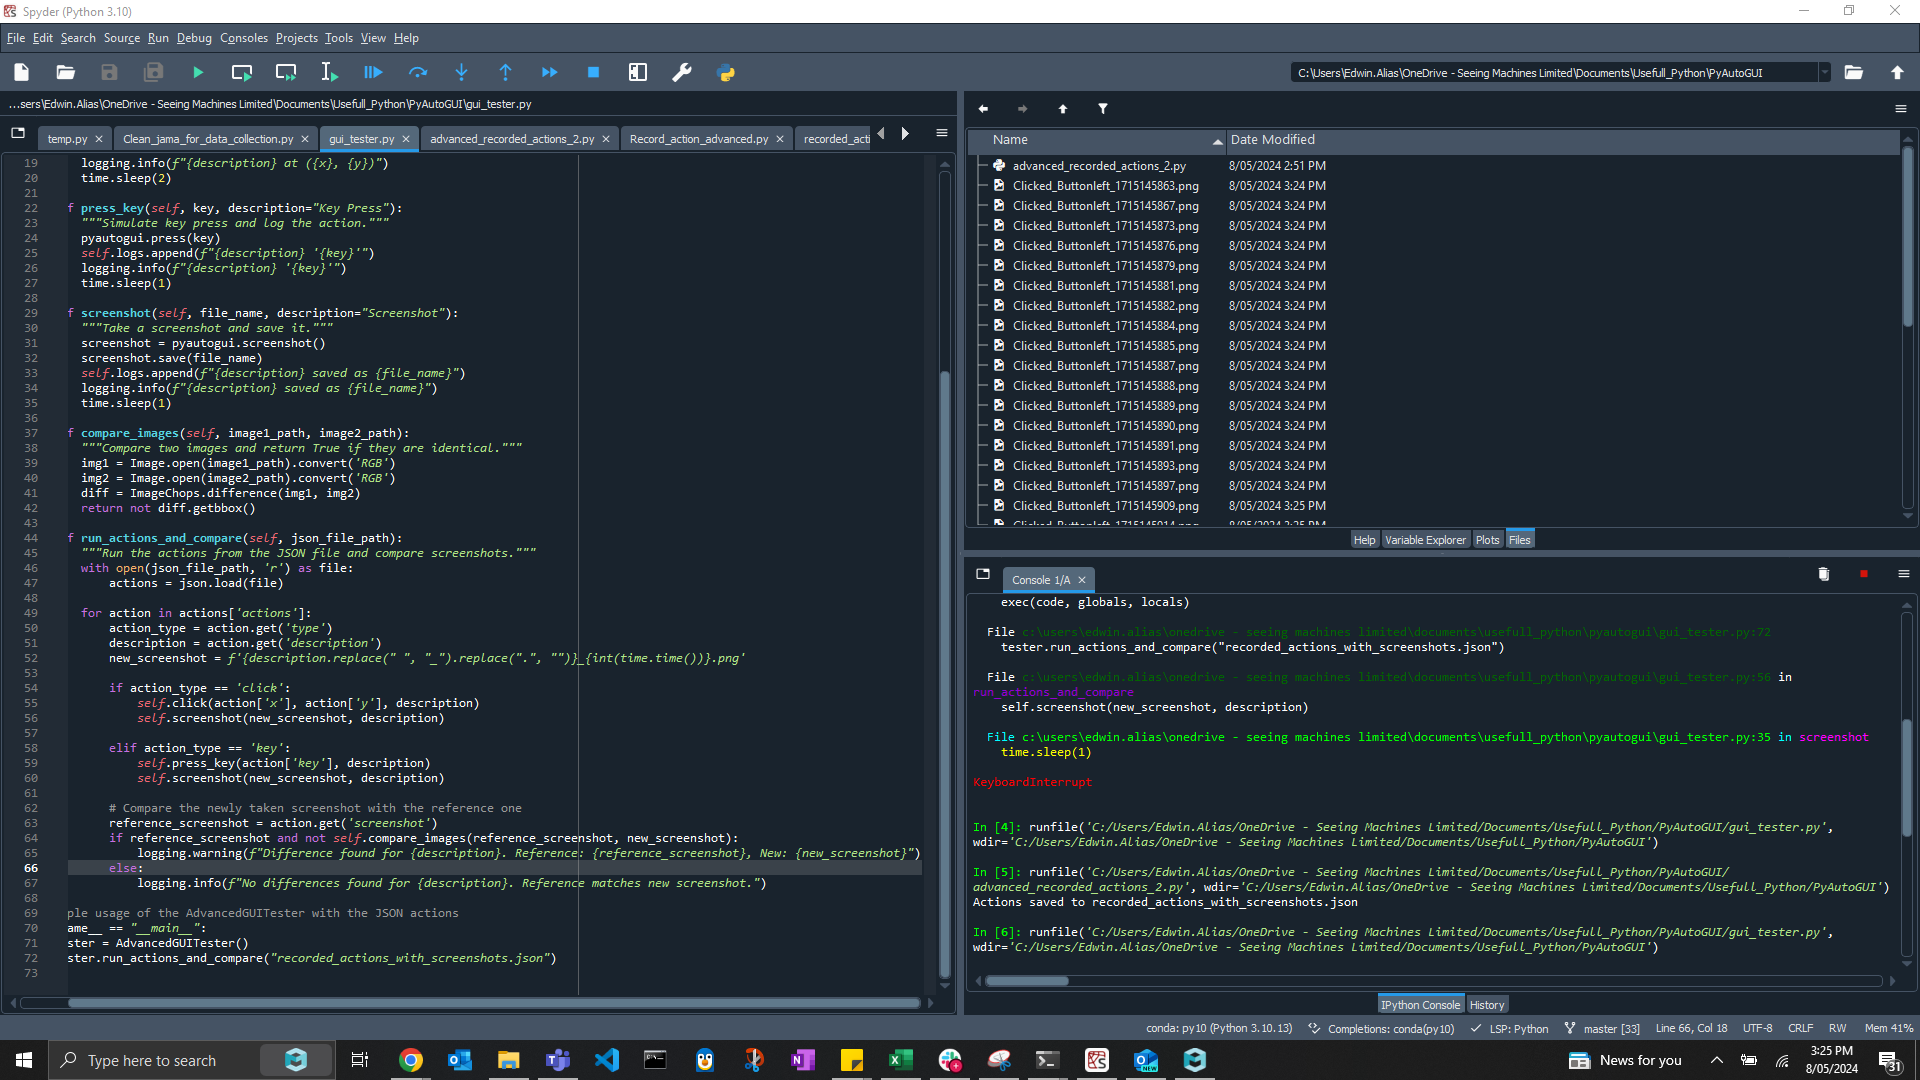 Spyder (Python 3.10)
File Edit Search Source Run Debug Consoles Projects Tools View Help
C:\Users\Edwin.Alias\OneDrive - Seeing Machines Limited\Documents\Usefull_Python\PyAutoGUI
...sers\Edwin.Alias\OneDrive - Seeing Machines Limited\Documents\Usefull_Python\PyAutoGUI\gui_tester.py
temp.py Clean_jama_for_data_collection.py gui_tester.py advanced_recorded_actions_2.py Record_action_advanced.py recorded_acti
19 logging.info(f"{description} at ({x}, {y})")
20 time.sleep(2)
21
22 f press_key(self, key, description="Key Press"):
23 """Simulate key press and log the action."""
24 pyautogui.press(key)
25 self.logs.append(f"{description} '{key}'")
26 logging.info(f"{description} '{key}'")
27 time.sleep(1)
28
29 f screenshot(self, file_name, description="Screenshot"):
30 """Take a screenshot and save it."""
31 screenshot = pyautogui.screenshot()
32 screenshot.save(file_name)
33 self.logs.append(f"{description} saved as {file_name}")
34 logging.info(f"{description} saved as {file_name}")
35 time.sleep(1)
36
37 f compare_images(self, image1_path, image2_path):
38 """Compare two images and return True if they are identical."""
39 img1 = Image.open(image1_path).convert('RGB')
40 img2 = Image.open(image2_path).convert('RGB')
41 diff = ImageChops.difference(img1, img2)
42 return not diff.getbbox()
43
44 f run_actions_and_compare(self, json_file_path):
45 """Run the actions from the JSON file and compare screenshots."""
46 with open(json_file_path, 'r') as file:
47 actions = json.load(file)
48
49 for action in actions['actions']:
50 action_type = action.get('type')
51 description = action.get('description')
52 new_screenshot = f'{description.replace(" ", "_").replace(".", "")}_{int(time.time())}.png'
53
54 if action_type == 'click':
55 self.click(action['x'], action['y'], description)
56 self.screenshot(new_screenshot, description)
57
58 elif action_type == 'key':
59 self.press_key(action['key'], description)
60 self.screenshot(new_screenshot, description)
61
62 # Compare the newly taken screenshot with the reference one
63 reference_screenshot = action.get('screenshot')
64 if reference_screenshot and not self.compare_images(reference_screenshot, new_screenshot):
65 logging.warning(f"Difference found for {description}. Reference: {reference_screenshot}, New: {new_screenshot}")
66 else:
67 logging.info(f"No differences found for {description}. Reference matches new screenshot.")
68
69 ple usage of the AdvancedGUITester with the JSON actions
70 ame__ == "__main__":
71 ster = AdvancedGUITester()
72 ster.run_actions_and_compare("recorded_actions_with_screenshots.json")
73
Name Date Modified
advanced_recorded_actions_2.py 8/05/2024 2:51 PM
Clicked_Buttonleft_1715145863.png 8/05/2024 3:24 PM
Clicked_Buttonleft_1715145867.png 8/05/2024 3:24 PM
Clicked_Buttonleft_1715145873.png 8/05/2024 3:24 PM
Clicked_Buttonleft_1715145876.png 8/05/2024 3:24 PM
Clicked_Buttonleft_1715145879.png 8/05/2024 3:24 PM
Clicked_Buttonleft_1715145881.png 8/05/2024 3:24 PM
Clicked_Buttonleft_1715145882.png 8/05/2024 3:24 PM
Clicked_Buttonleft_1715145884.png 8/05/2024 3:24 PM
Clicked_Buttonleft_1715145885.png 8/05/2024 3:24 PM
Clicked_Buttonleft_1715145887.png 8/05/2024 3:24 PM
Clicked_Buttonleft_1715145888.png 8/05/2024 3:24 PM
Clicked_Buttonleft_1715145889.png 8/05/2024 3:24 PM
Clicked_Buttonleft_1715145890.png 8/05/2024 3:24 PM
Clicked_Buttonleft_1715145891.png 8/05/2024 3:24 PM
Clicked_Buttonleft_1715145893.png 8/05/2024 3:24 PM
Clicked_Buttonleft_1715145897.png 8/05/2024 3:24 PM
Clicked_Buttonleft_1715145909.png 8/05/2024 3:25 PM
Clicked_Buttonleft_1715145914.png 8/05/2024 3:25 PM
Help Variable Explorer Plots Files
Console 1/A
exec(code, globals, locals)
File c:\users\edwin.alias\onedrive - seeing machines limited\documents\usefull_python\pyautogui\gui_tester.py:72
tester.run_actions_and_compare("recorded_actions_with_screenshots.json")
File c:\users\edwin.alias\onedrive - seeing machines limited\documents\usefull_python\pyautogui\gui_tester.py:56 in
run_actions_and_compare
self.screenshot(new_screenshot, description)
File c:\users\edwin.alias\onedrive - seeing machines limited\documents\usefull_python\pyautogui\gui_tester.py:35 in screenshot
time.sleep(1)
KeyboardInterrupt
In [4]: runfile('C:/Users/Edwin.Alias/OneDrive - Seeing Machines Limited/Documents/Usefull_Python/PyAutoGUI/gui_tester.py',
wdir='C:/Users/Edwin.Alias/OneDrive - Seeing Machines Limited/Documents/Usefull_Python/PyAutoGUI')
In [5]: runfile('C:/Users/Edwin.Alias/OneDrive - Seeing Machines Limited/Documents/Usefull_Python/PyAutoGUI/
advanced_recorded_actions_2.py', wdir='C:/Users/Edwin.Alias/OneDrive - Seeing Machines Limited/Documents/Usefull_Python/PyAutoGUI')
Actions saved to recorded_actions_with_screenshots.json
In [6]: runfile('C:/Users/Edwin.Alias/OneDrive - Seeing Machines Limited/Documents/Usefull_Python/PyAutoGUI/gui_tester.py',
wdir='C:/Users/Edwin.Alias/OneDrive - Seeing Machines Limited/Documents/Usefull_Python/PyAutoGUI')
IPython Console History
conda: py10 (Python 3.10.13) Completions: conda(py10) LSP: Python master [33] Line 66, Col 18 UTF-8 CRLF RW Mem 41%
Type here to search
News for you
3:25 PM
8/05/2024
31